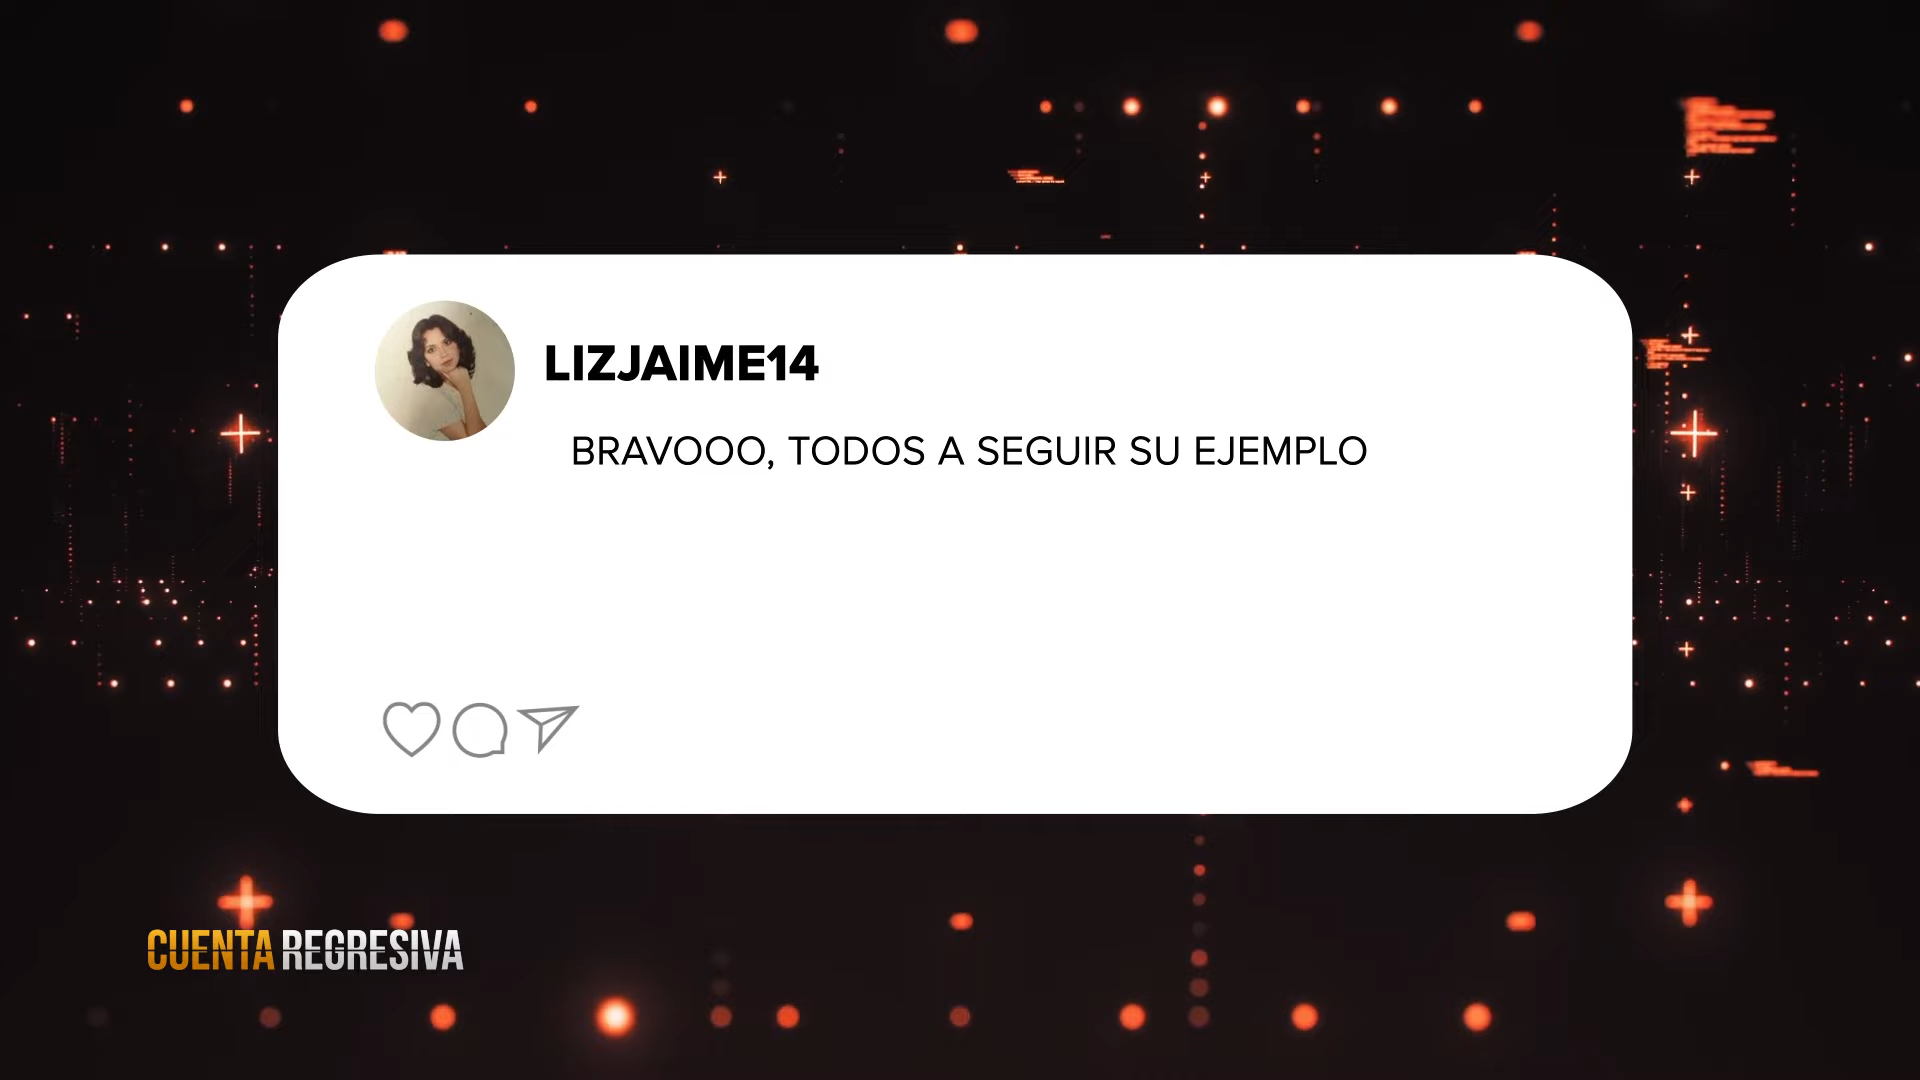 LIZJAIME14
BRAVOOO, TODOS A SEGUIR SU EJEMPLO
CUENTA REGRESIVA